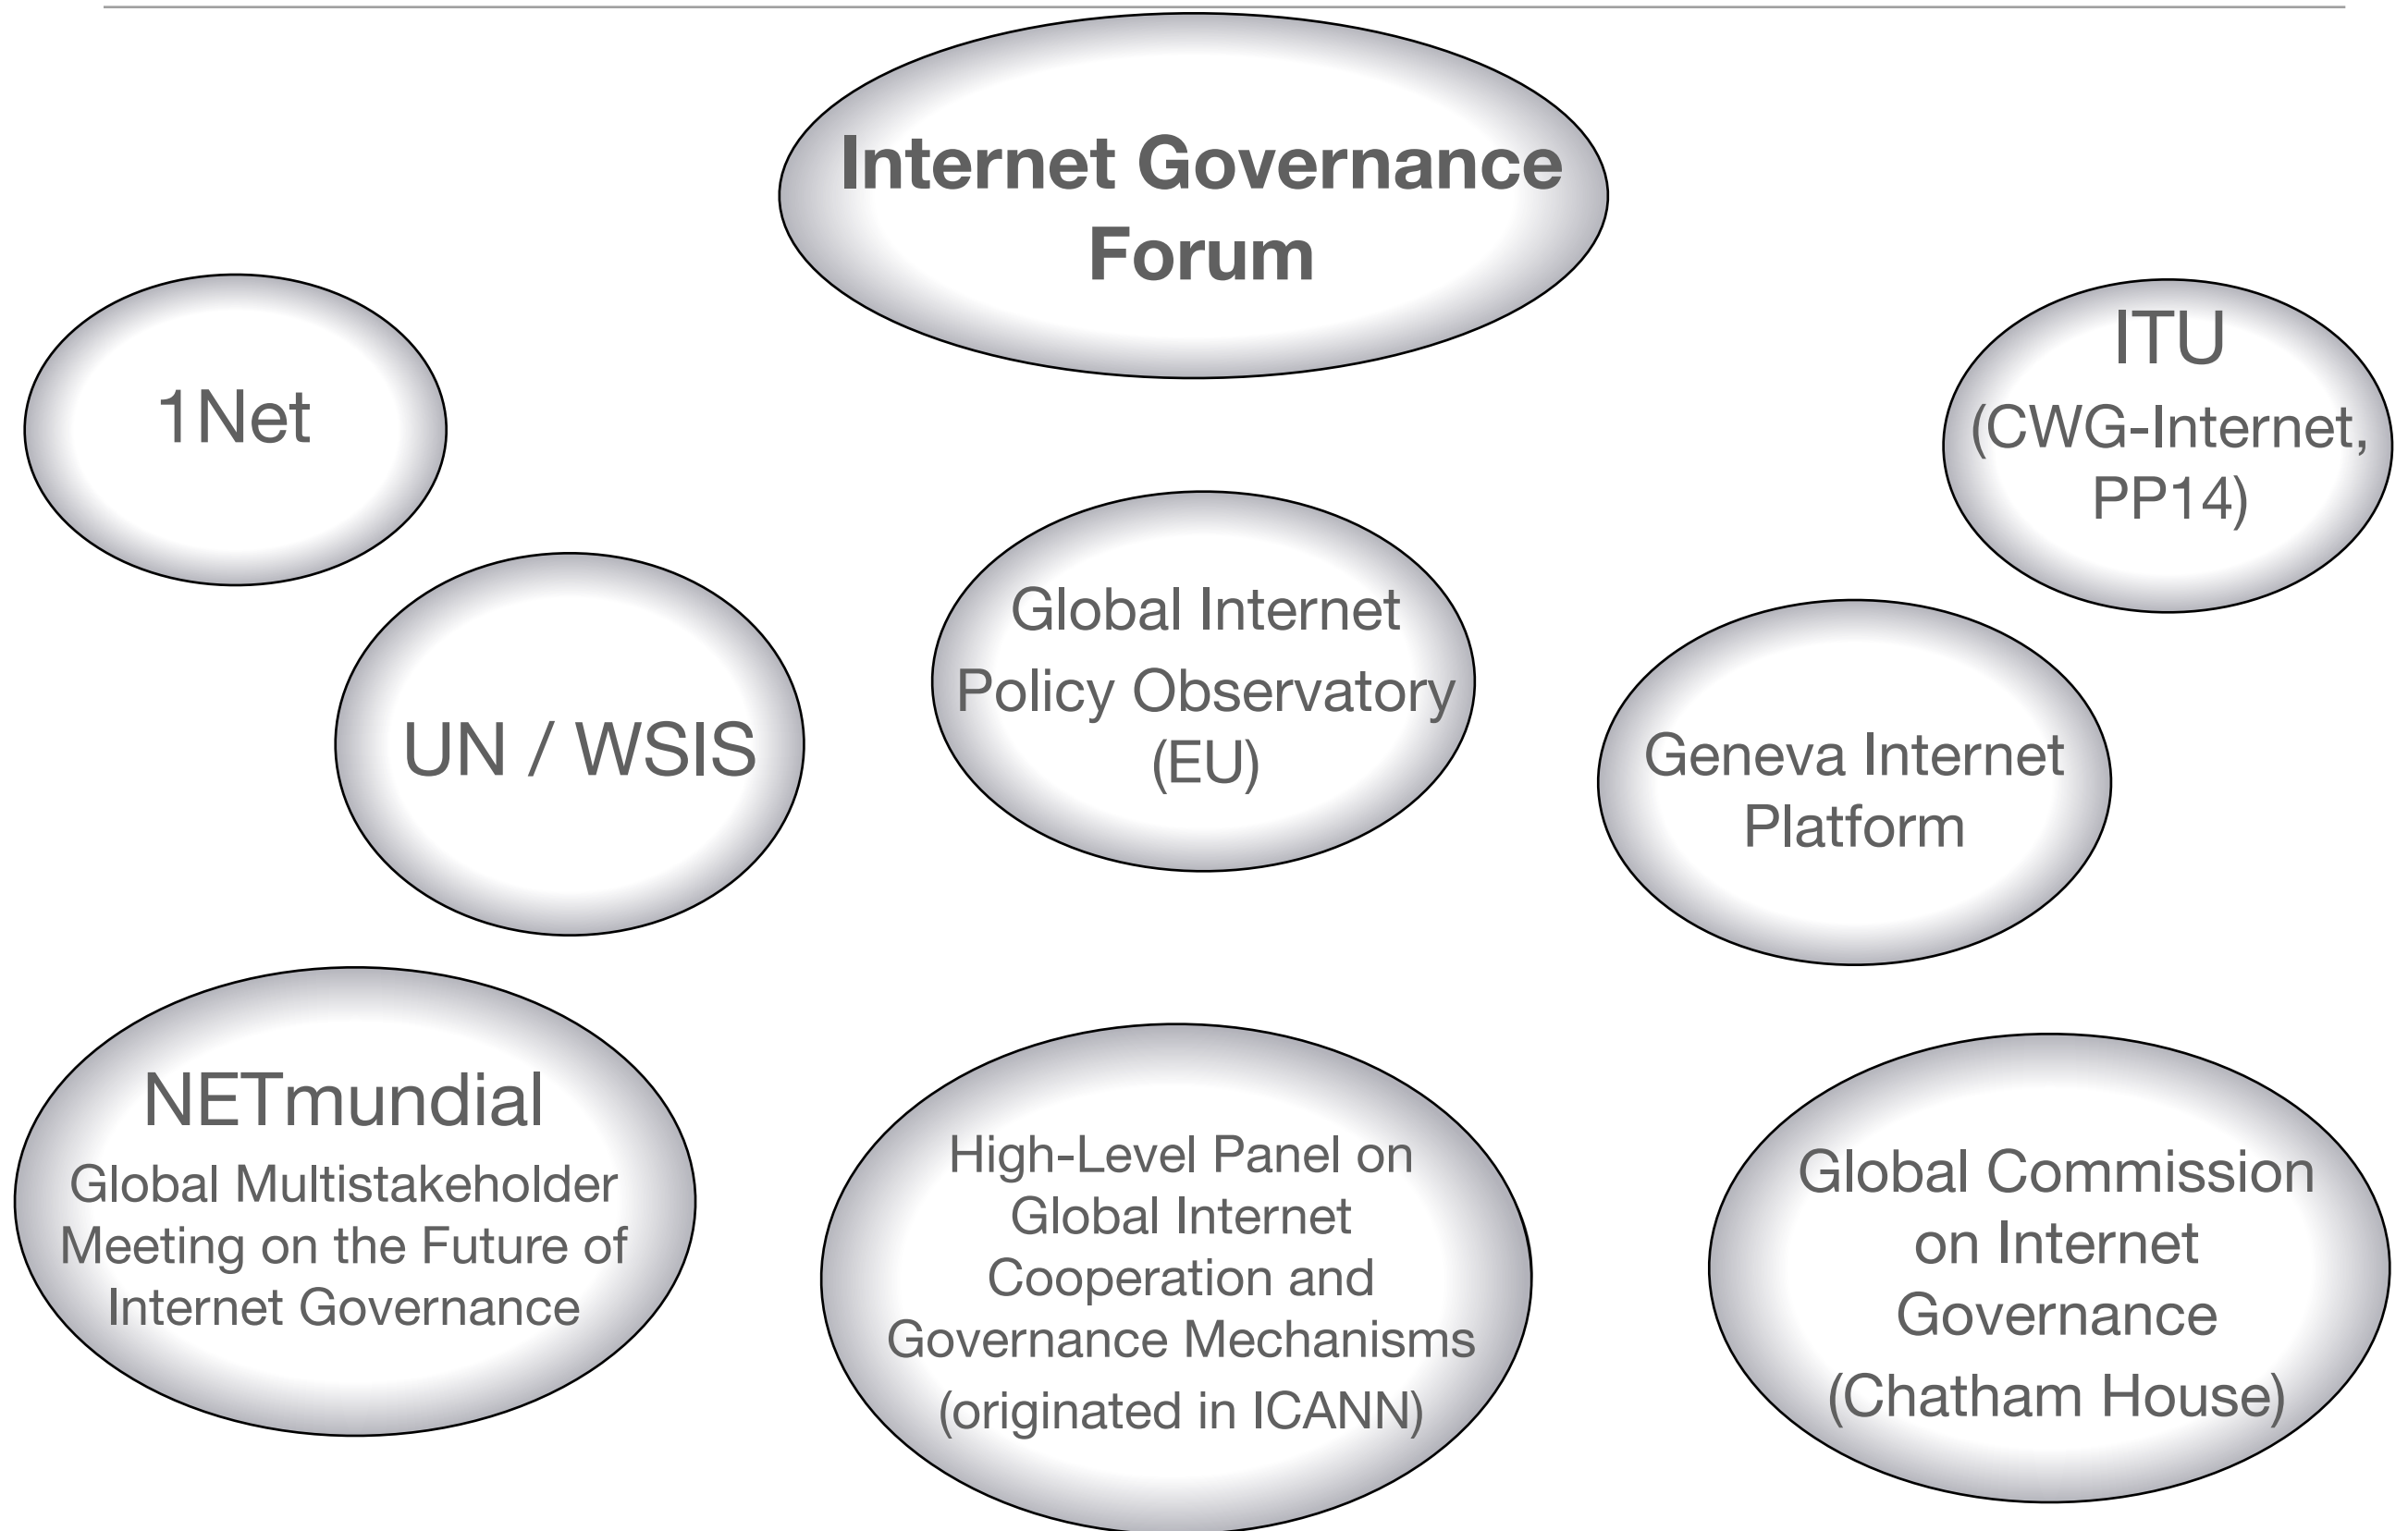 Internet Governance
Forum
1Net
ITU
(CWG-Internet,
PP14)
UN / WSIS
Global Internet
Policy Observatory
(EU)
Geneva Internet
Platform
NETmundial
Global Multistakeholder
Meeting on the Future of
Internet Governance
High-Level Panel on
Global Internet
Cooperation and
Governance Mechanisms
(originated in ICANN)
Global Commission
on Internet
Governance
(Chatham House)